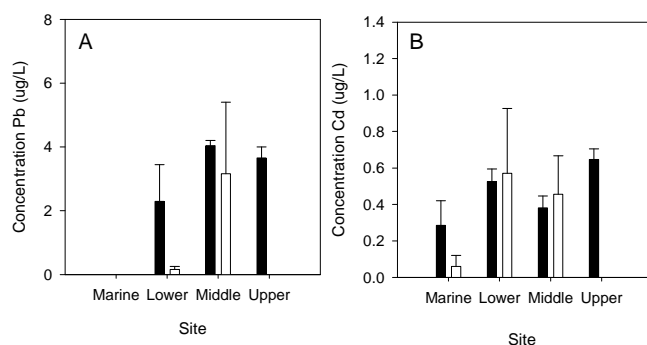 A
Concentration Pb (ug/L)
8
6
4
2
0
Marine Lower Middle Upper
Site
B
Concentration Cd (ug/L)
1.4
1.2
1.0
0.8
0.6
0.4
0.2
0.0
Marine Lower Middle Upper
Site